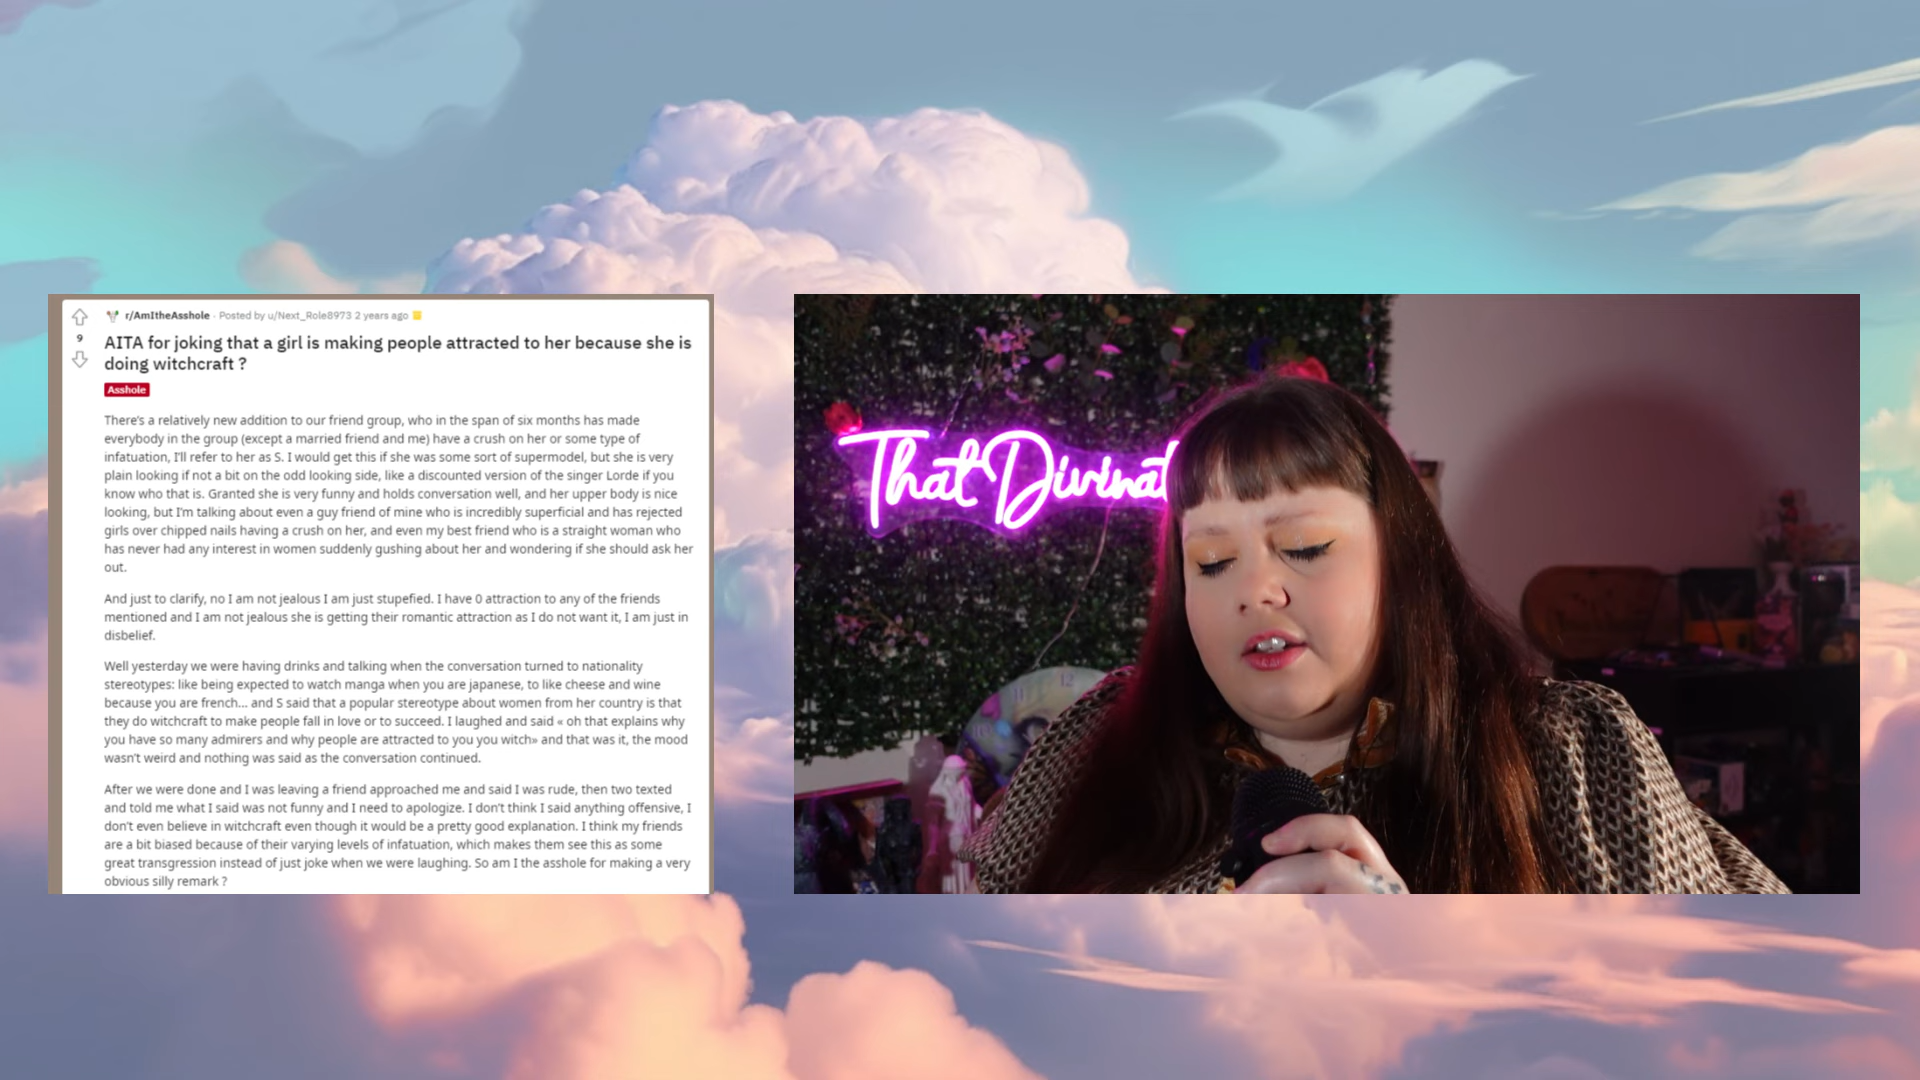 r/AmItheAsshole · Posted by u/Next_Role8973 2 years ago
9
AITA for joking that a girl is making people attracted to her because she is
doing witchcraft ?
Asshole
There's a relatively new addition to our friend group, who in the span of six months has made
everybody in the group (except a married friend and me) have a crush on her or some type of
infatuation, I'll refer to her as S. I would get this if she was some sort of supermodel, but she is very
plain looking if not a bit on the odd looking side, like a discounted version of the singer Lorde if you
know who that is. Granted she is very funny and holds conversation well, and her upper body is nice
looking, but I'm talking about even a guy friend of mine who is incredibly superficial and has rejected
girls over chipped nails having a crush on her, and even my best friend who is a straight woman who
has never had any interest in women suddenly gushing about her and wondering if she should ask her
out.
And just to clarify, no I am not jealous I am just stupefied. I have 0 attraction to any of the friends
mentioned and I am not jealous she is getting their romantic attraction as I do not want it, I am just in
disbelief.
Well yesterday we were having drinks and talking when the conversation turned to nationality
stereotypes: like being expected to watch manga when you are japanese, to like cheese and wine
because you are french... and S said that a popular stereotype about women from her country is that
they do witchcraft to make people fall in love or to succeed. I laughed and said « oh that explains why
you have so many admirers and why people are attracted to you you witch» and that was it, the mood
wasn't weird and nothing was said as the conversation continued.
After we were done and I was leaving a friend approached me and said I was rude, then two texted
and told me what I said was not funny and I need to apologize. I don't think I said anything offensive, I
don't even believe in witchcraft even though it would be a pretty good explanation. I think my friends
are a bit biased because of their varying levels of infatuation, which makes them see this as some
great transgression instead of just joke when we were laughing. So am I the asshole for making a very
obvious silly remark ?
That Divinat
11 12